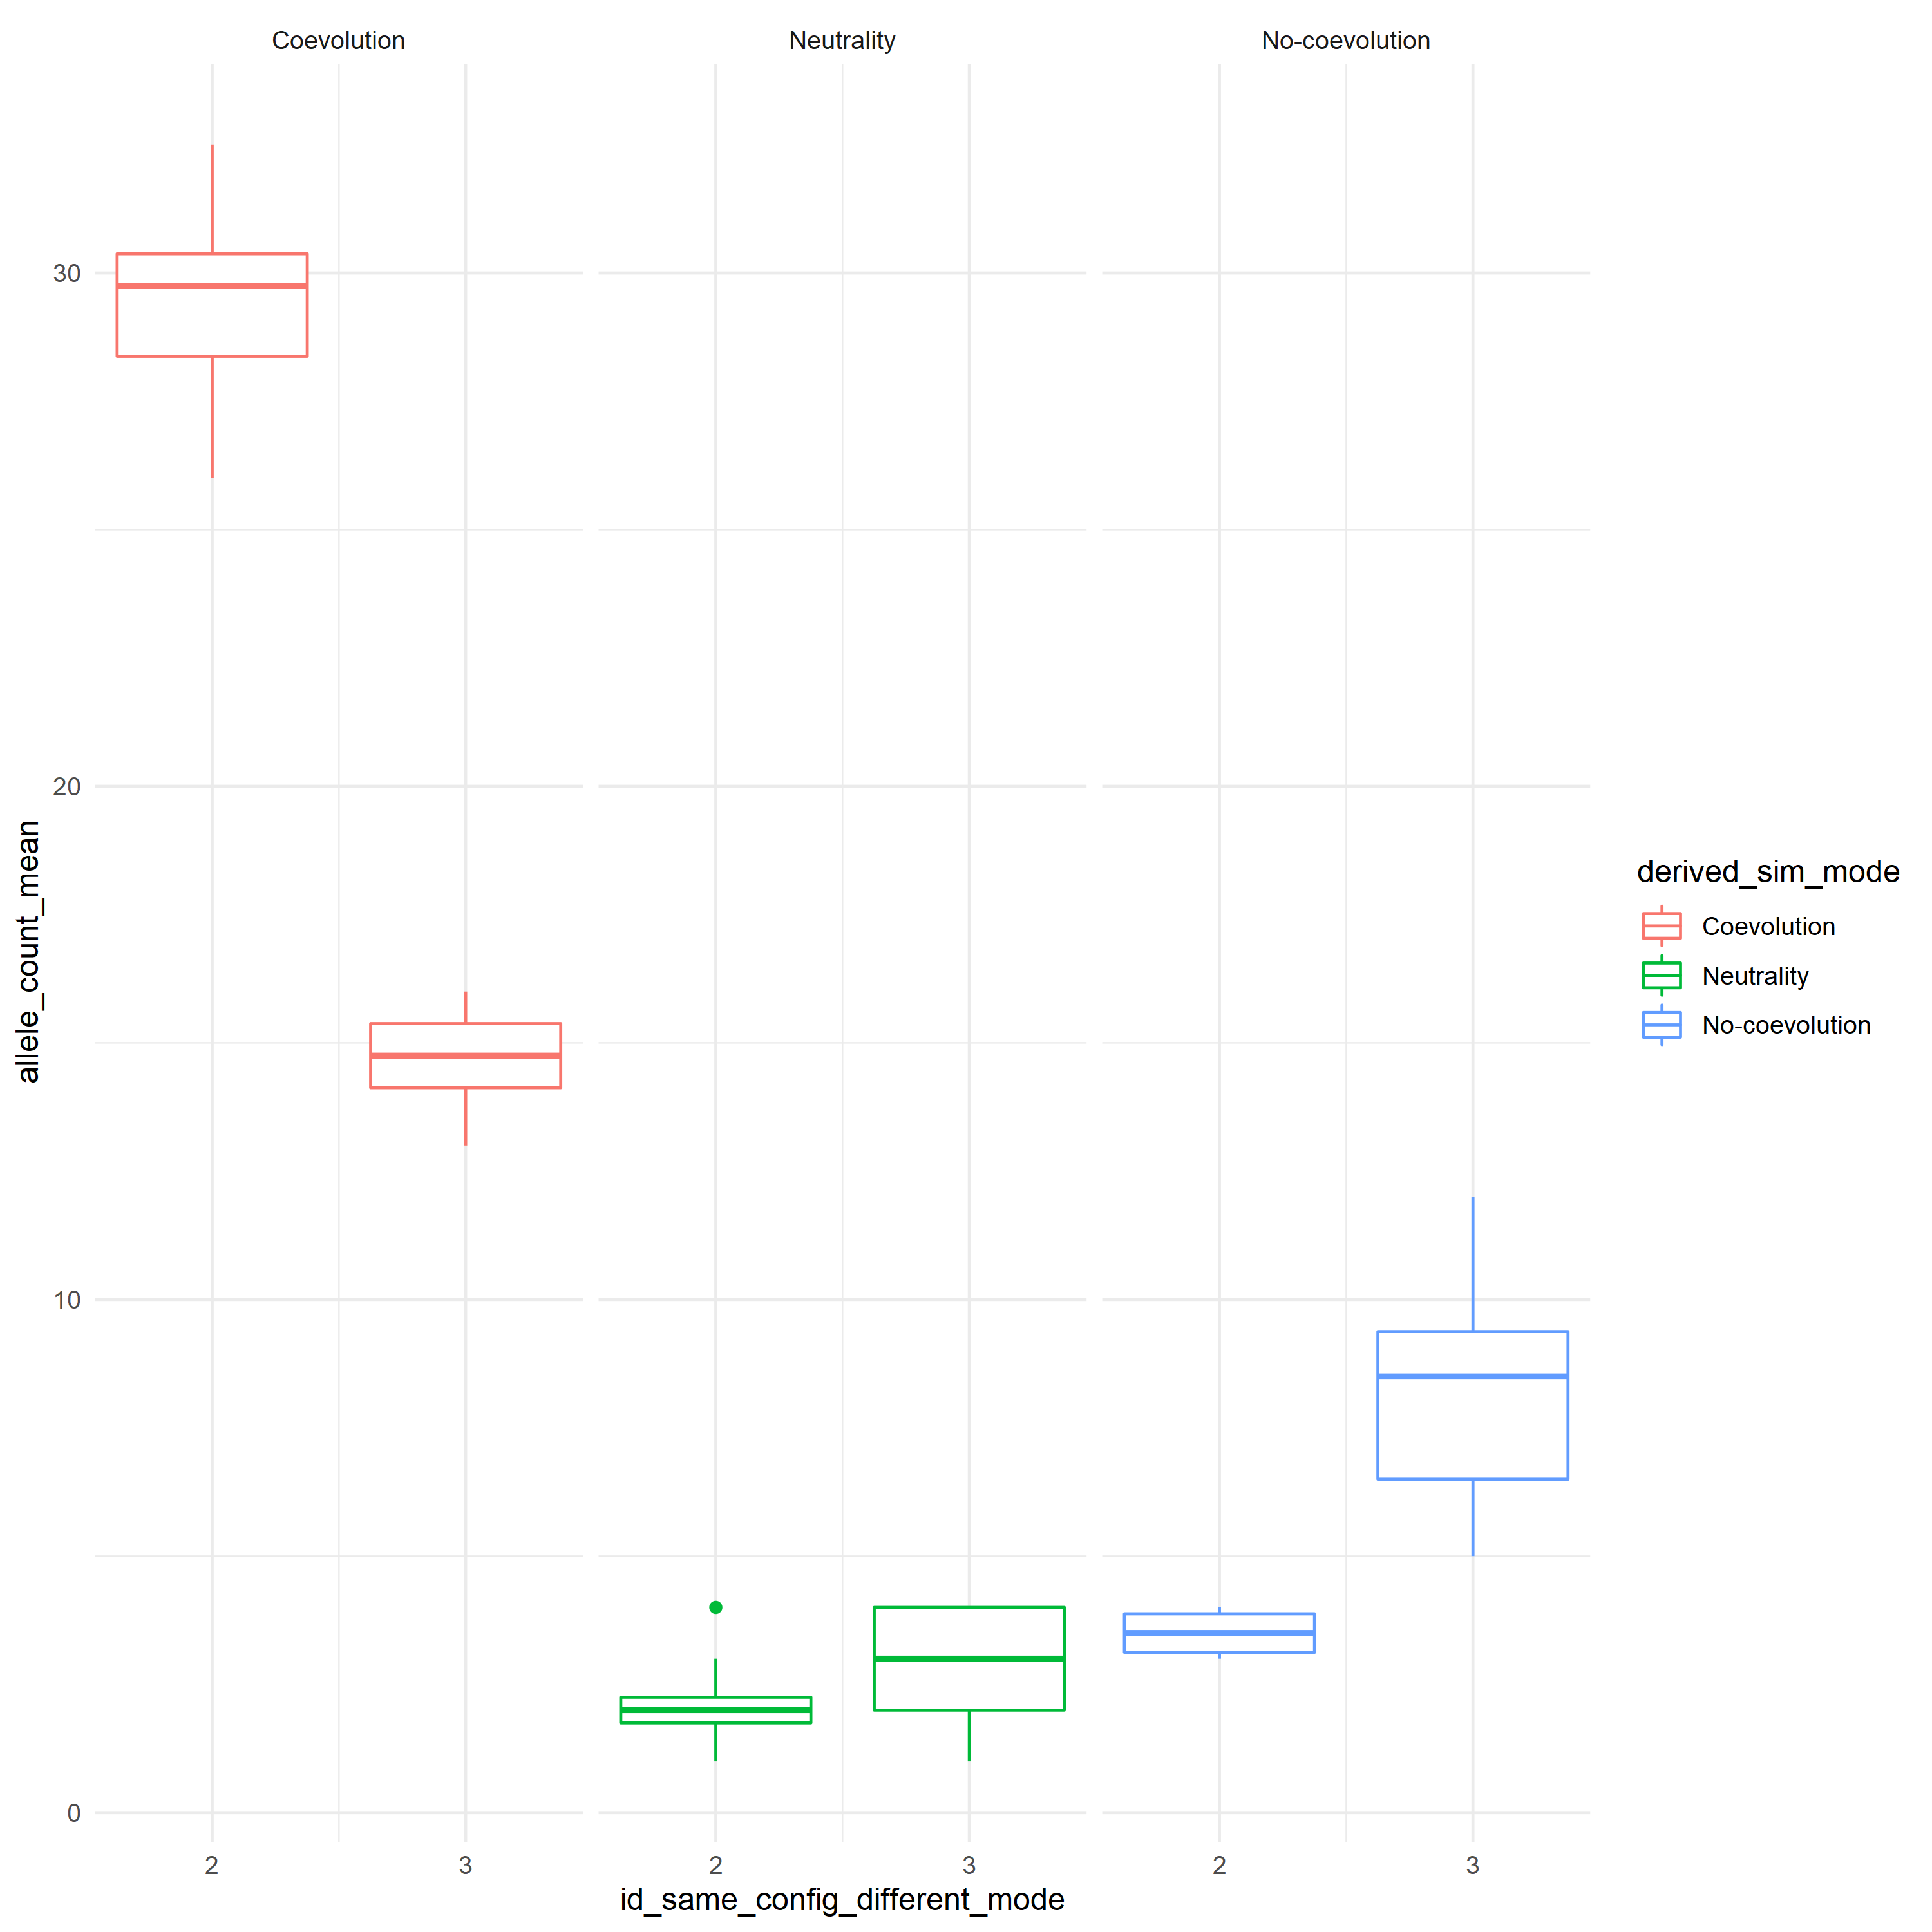 Coevolution Neutrality No-coevolution
30
20
10
0
allele_count_mean
2 3 2 3 2 3
id_same_config_different_mode
derived_sim_mode
Coevolution
Neutrality
No-coevolution